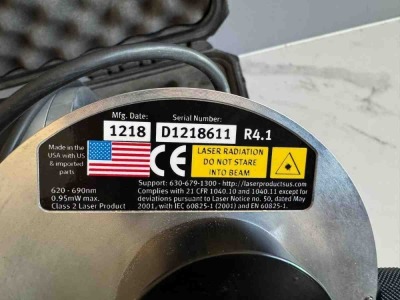 Mfg. Date: Serial Number:
1218 D1218611 R4.1
Made in the
USA with US
& imported
parts
CE
LASER RADIATION
DO NOT STARE
INTO BEAM
620 - 690nm
0.95mW max.
Class 2 Laser Product
Support: 630-679-1300 - http://laserproductsus.com
Complies with 21 CFR 1040.10 and 1040.11 except for
deviations pursuant to Laser Notice no. 50, dated May
2001, with IEC 60825-1 (2001) and EN 60825-1.